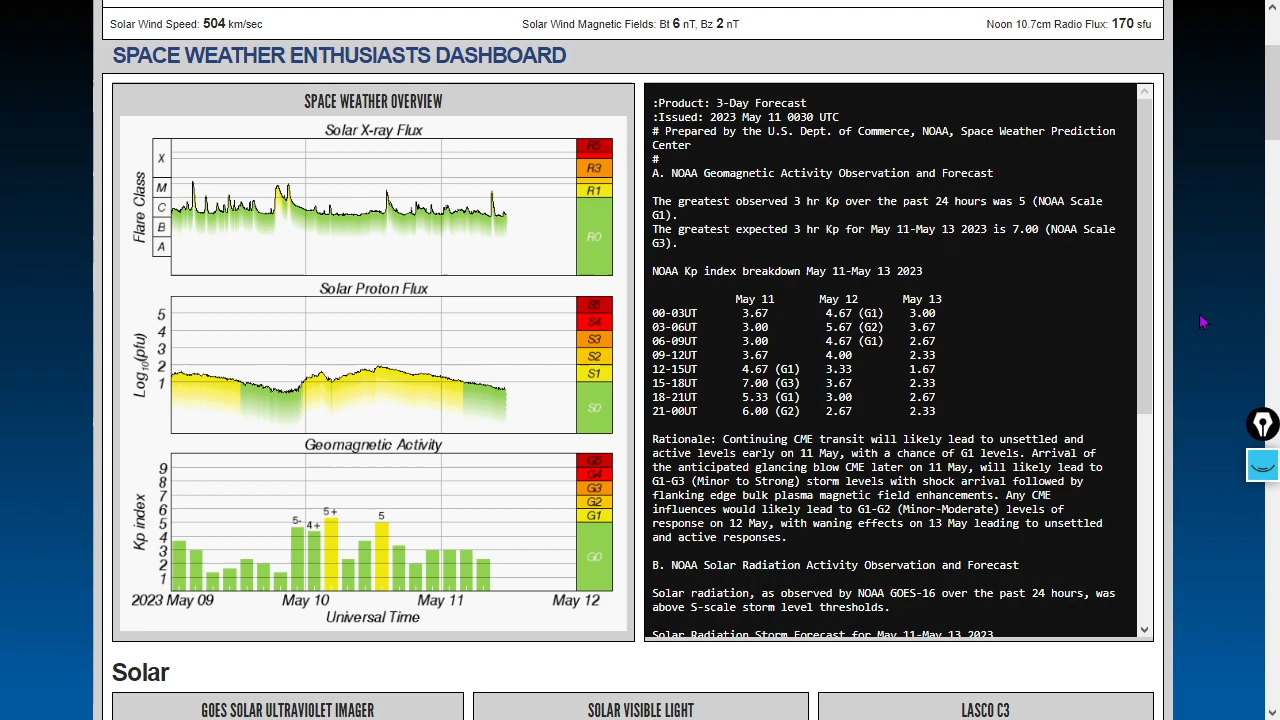 Solar Wind Speed: 504 km/sec
Solar Wind Magnetic Fields: Bt 6 nT, Bz 2 nT
Noon 10.7cm Radio Flux: 170 sfu
SPACE WEATHER ENTHUSIASTS DASHBOARD
SPACE WEATHER OVERVIEW
Solar X-ray Flux
Flare Class
X
M
C
B
A
R5
R3
R1
R0
Solar Proton Flux
Log10(pfu)
5
4
3
2
1
S5
S4
S3
S2
S1
S0
Geomagnetic Activity
Kp index
9
8
7
6
5
4
3
2
1
5-
4+
5+
5
G5
G4
G3
G2
G1
G0
2023 May 09
May 10
May 11
May 12
Universal Time
:Product: 3-Day Forecast
:Issued: 2023 May 11 0030 UTC
# Prepared by the U.S. Dept. of Commerce, NOAA, Space Weather Prediction
Center
#
A. NOAA Geomagnetic Activity Observation and Forecast
The greatest observed 3 hr Kp over the past 24 hours was 5 (NOAA Scale
G1).
The greatest expected 3 hr Kp for May 11-May 13 2023 is 7.00 (NOAA Scale
G3).
NOAA Kp index breakdown May 11-May 13 2023
May 11 May 12 May 13
00-03UT 3.67 4.67 (G1) 3.00
03-06UT 3.00 5.67 (G2) 3.67
06-09UT 3.00 4.67 (G1) 2.67
09-12UT 3.67 4.00 2.33
12-15UT 4.67 (G1) 3.33 1.67
15-18UT 7.00 (G3) 3.67 2.33
18-21UT 5.33 (G1) 3.00 2.67
21-00UT 6.00 (G2) 2.67 2.33
Rationale: Continuing CME transit will likely lead to unsettled and
active levels early on 11 May, with a chance of G1 levels. Arrival of
the anticipated glancing blow CME later on 11 May, will likely lead to
G1-G3 (Minor to Strong) storm levels with shock arrival followed by
flanking edge bulk plasma magnetic field enhancements. Any CME
influences would likely lead to G1-G2 (Minor-Moderate) levels of
response on 12 May, with waning effects on 13 May leading to unsettled
and active responses.
B. NOAA Solar Radiation Activity Observation and Forecast
Solar radiation, as observed by NOAA GOES-16 over the past 24 hours, was
above S-scale storm level thresholds.
Solar Radiation Storm Forecast for May 11-May 13 2023
Solar
GOES SOLAR ULTRAVIOLET IMAGER
SOLAR VISIBLE LIGHT
LASCO C3